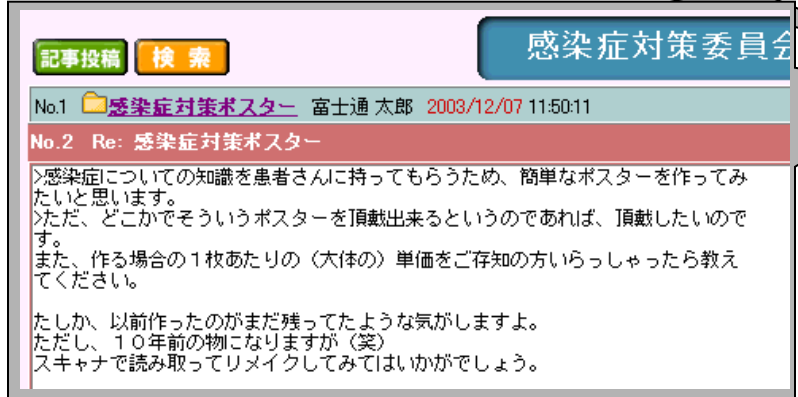 感染症対策委員会
記事投稿 検索
No.1 感染症対策ポスター 富士通 太郎 2003/12/07 11:50:11
No.2 Re: 感染症対策ポスター
>感染症についての知識を患者さんに持ってもらうため、簡単なポスターを作ってみ
たいと思います。
>ただ、どこかでそういうポスターを頂戴出来るというのであれば、頂戴したいので
す。
また、作る場合の１枚あたりの（大体の）単価をご存知の方いらっしゃったら教え
てください。
たしか、以前作ったのがまだ残ってたような気がしますよ。
ただし、１０年前の物になりますが（笑）
スキャナで読み取ってリメイクしてみてはいかがでしょう。